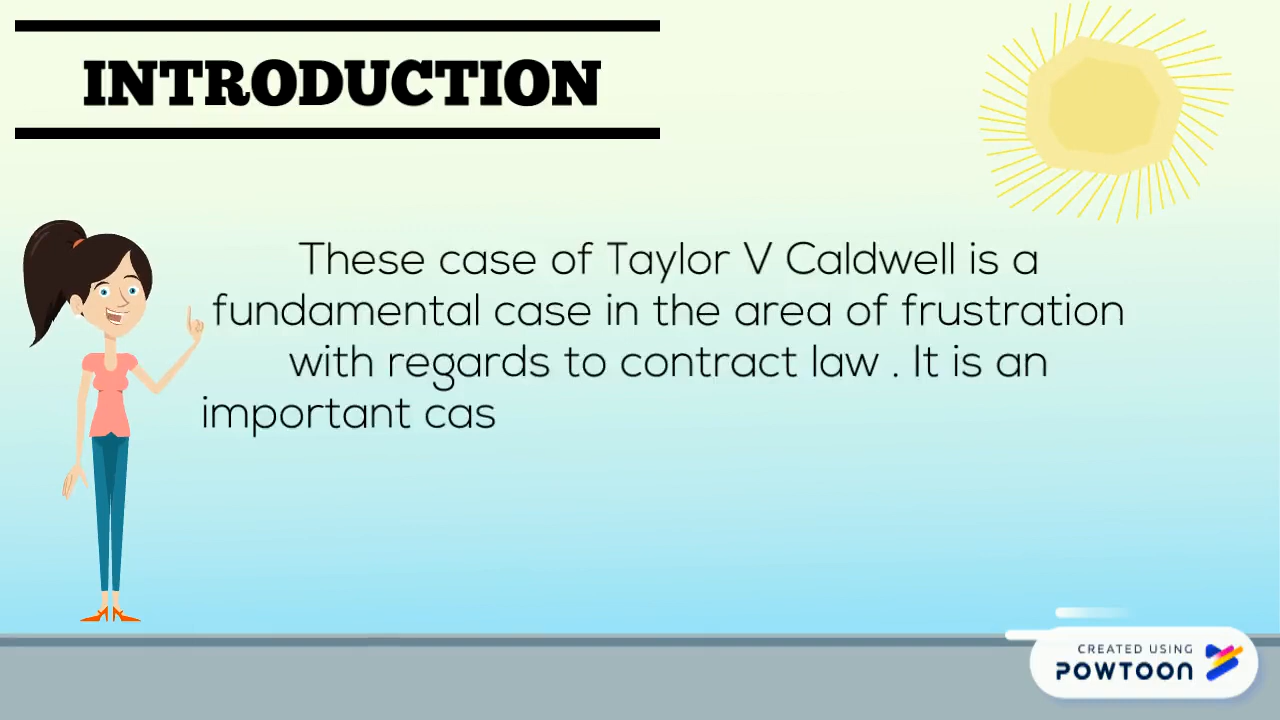 INTRODUCTION
These case of Taylor V Caldwell is a
fundamental case in the area of frustration
with regards to contract law . It is an
important cas
CREATED USING
POWTOON